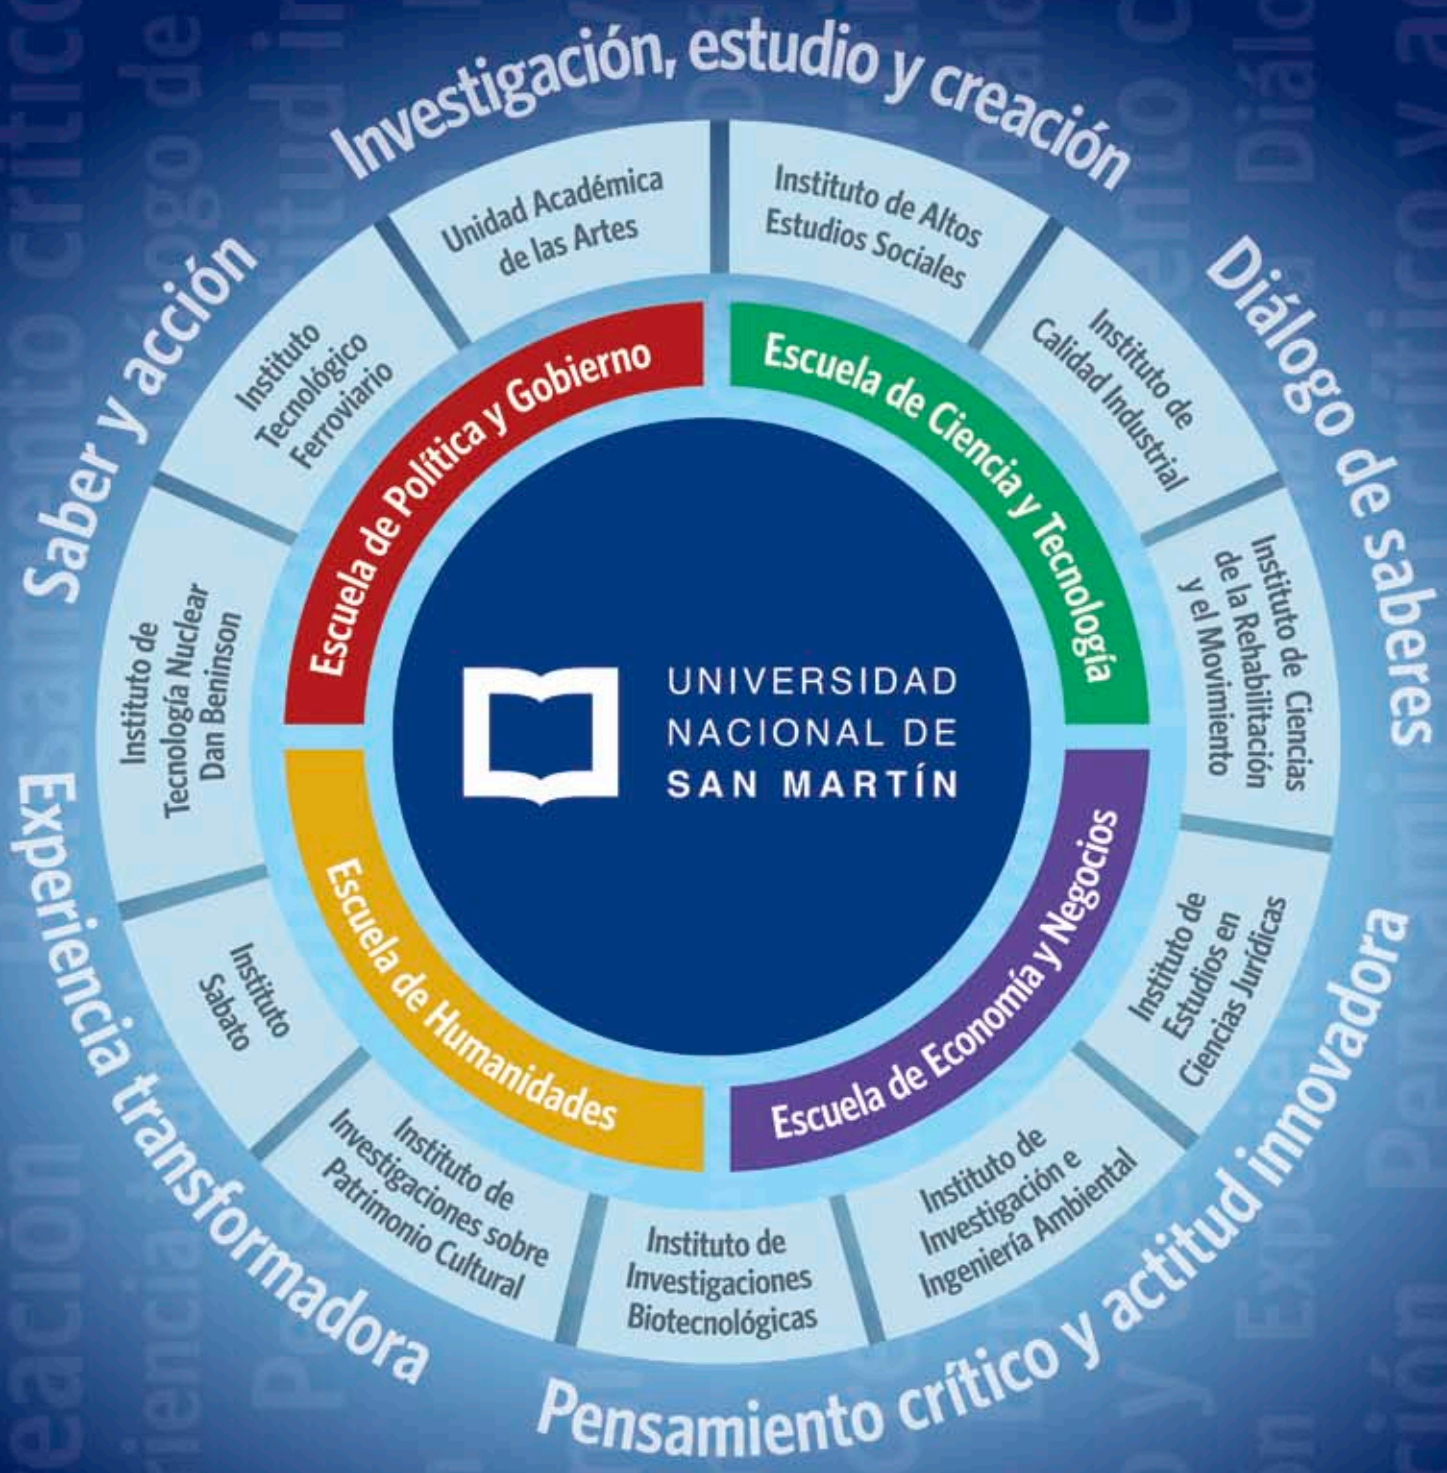 Investigación, estudio y creación
Diálogo de saberes
Pensamiento crítico y actitud innovadora
Experiencia transformadora
Saber y acción
Unidad Académica
de las Artes
Instituto de Altos
Estudios Sociales
Instituto de
Calidad Industrial
Instituto de Ciencias
de la Rehabilitación
y el Movimiento
Instituto de
Estudios en
Ciencias Jurídicas
Instituto de
Investigación e
Ingeniería Ambiental
Instituto de
Investigaciones
Biotecnológicas
Instituto de
Investigaciones sobre
Patrimonio Cultural
Instituto
Sabato
Instituto de
Tecnología Nuclear
Dan Beninson
Instituto
Tecnológico
Ferroviario
Escuela de Política y Gobierno
Escuela de Ciencia y Tecnología
Escuela de Economía y Negocios
Escuela de Humanidades
UNIVERSIDAD
NACIONAL DE
SAN MARTÍN